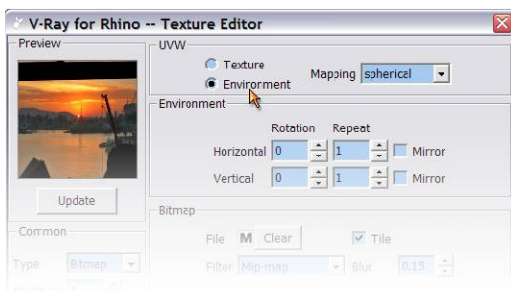 V-Ray for Rhino -- Texture Editor
Preview
Update
UVW
Texture
Environment
Mapping spherical
Environment
Rotation Repeat
Horizontal 0 1 Mirror
Vertical 0 1 Mirror
Bitmap
File M Clear Tile
Filter Mip-map Blur 0.15
Common
Type Bitmap